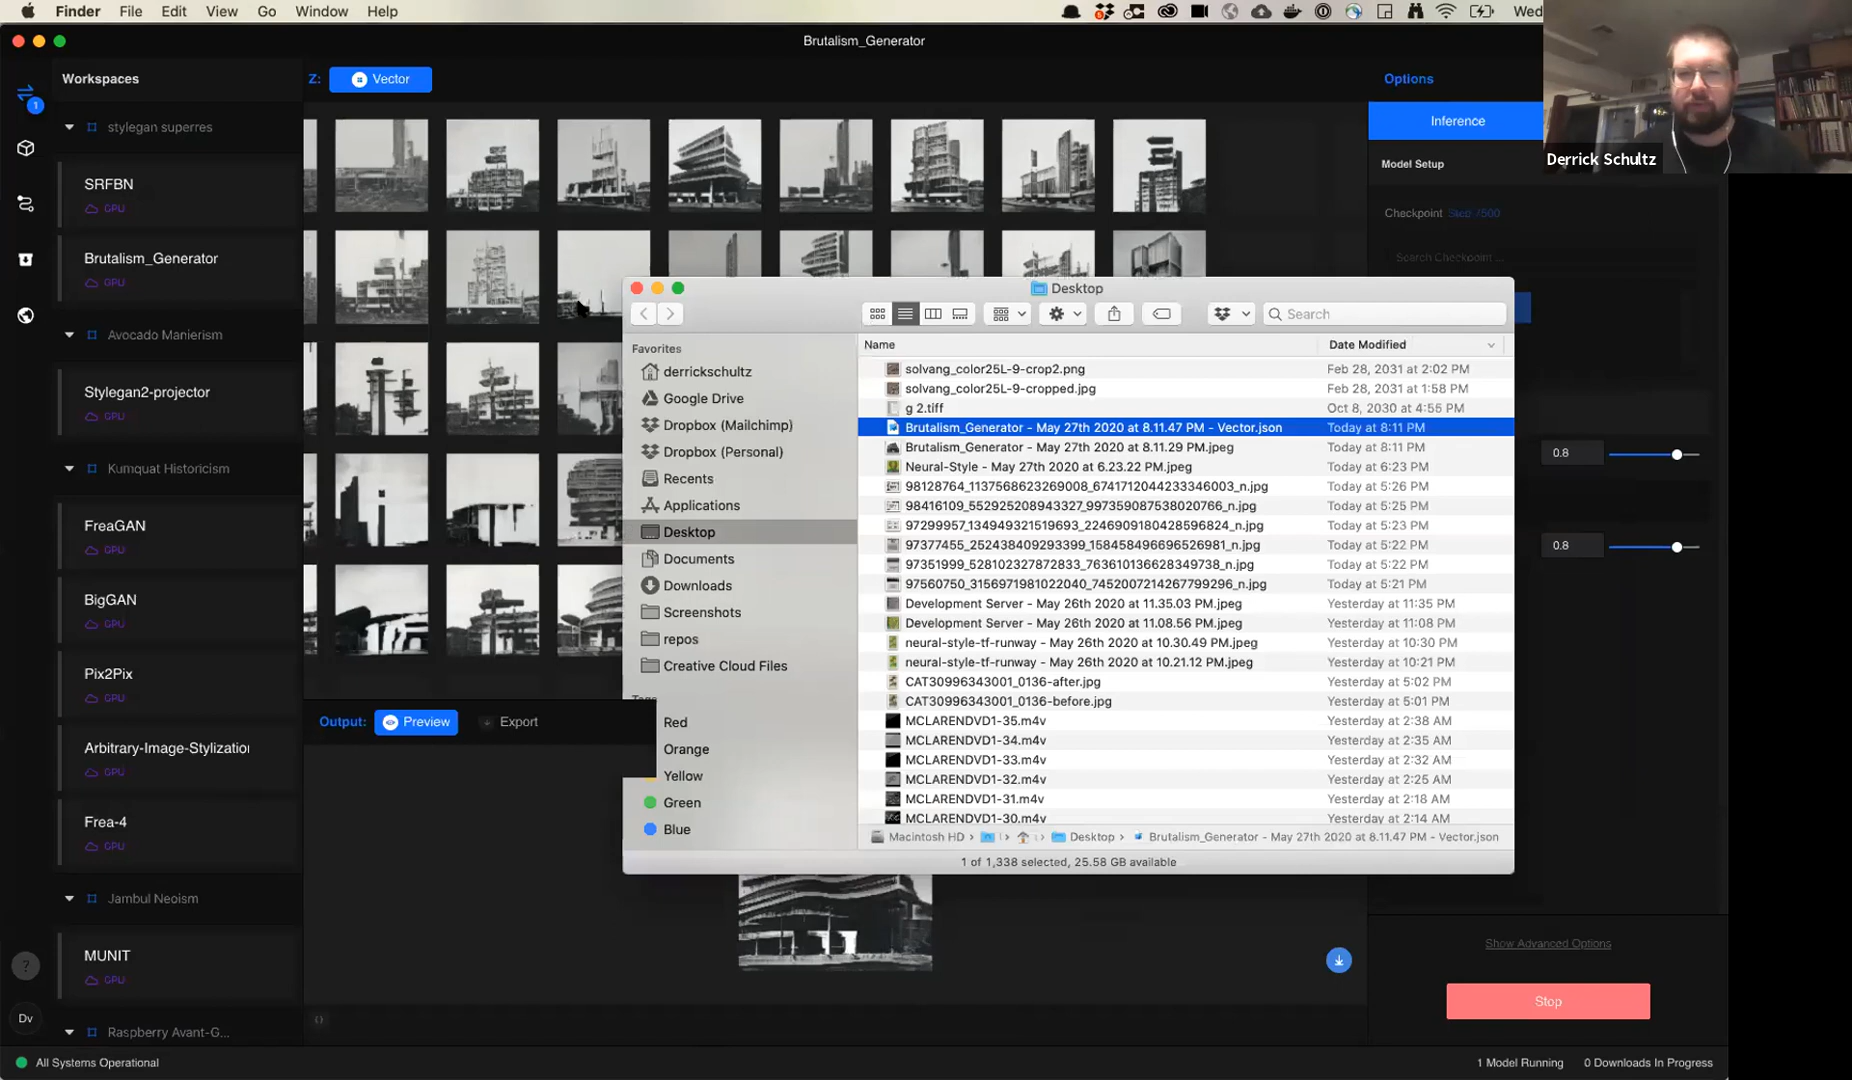 Finder File Edit View Go Window Help Wed
Brutalism_Generator
Derrick Schultz
Workspaces
1
stylegan superres
SRFBN
GPU
Brutalism_Generator
GPU
Avocado Manierism
Stylegan2-projector
GPU
Kumquat Historicism
FreaGAN
GPU
BigGAN
GPU
Pix2Pix
GPU
Arbitrary-Image-Stylization
GPU
Frea-4
GPU
Jambul Neoism
MUNIT
GPU
Raspberry Avant-G...
?
Dv
All Systems Operational
Z: Vector
Output: Preview Export
Desktop
Search
Favorites
derrickschultz
Google Drive
Dropbox (Mailchimp)
Dropbox (Personal)
Recents
Applications
Desktop
Documents
Downloads
Screenshots
repos
Creative Cloud Files
Tags
Red
Orange
Yellow
Green
Blue
Name Date Modified
solvang_color25L-9-crop2.png Feb 28, 2031 at 2:02 PM
solvang_color25L-9-cropped.jpg Feb 28, 2031 at 1:58 PM
g 2.tiff Oct 8, 2030 at 4:55 PM
Brutalism_Generator - May 27th 2020 at 8.11.47 PM - Vector.json Today at 8:11 PM
Brutalism_Generator - May 27th 2020 at 8.11.29 PM.jpeg Today at 8:11 PM
Neural-Style - May 27th 2020 at 6.23.22 PM.jpeg Today at 6:23 PM
98128764_1137568623269008_674171204423334​6003_n.jpg Today at 5:26 PM
98416109_552925208943327_997359087538020766_n.jpg Today at 5:25 PM
97299957_134949321519693_2246909180428596824_n.jpg Today at 5:23 PM
97377455_252438409293399_158458496696526981_n.jpg Today at 5:22 PM
97351999_528102327872833_763610136628349738_n.jpg Today at 5:22 PM
97560750_3156971981022040_7452007214267799296_n.jpg Today at 5:21 PM
Development Server - May 26th 2020 at 11.35.03 PM.jpeg Yesterday at 11:35 PM
Development Server - May 26th 2020 at 11.08.56 PM.jpeg Yesterday at 11:08 PM
neural-style-tf-runway - May 26th 2020 at 10.30.49 PM.jpeg Yesterday at 10:30 PM
neural-style-tf-runway - May 26th 2020 at 10.21.12 PM.jpeg Yesterday at 10:21 PM
CAT30996343001_0136-after.jpg Yesterday at 5:02 PM
CAT30996343001_0136-before.jpg Yesterday at 5:01 PM
MCLARENDVD1-35.m4v Yesterday at 2:38 AM
MCLARENDVD1-34.m4v Yesterday at 2:35 AM
MCLARENDVD1-33.m4v Yesterday at 2:32 AM
MCLARENDVD1-32.m4v Yesterday at 2:25 AM
MCLARENDVD1-31.m4v Yesterday at 2:18 AM
MCLARENDVD1-30.m4v Yesterday at 2:14 AM
Macintosh HD › › › Desktop › Brutalism_Generator - May 27th 2020 at 8.11.47 PM - Vector.json
1 of 1,338 selected, 25.58 GB available
Options
Inference
Model Setup
Checkpoint Step 7500
Search Checkpoint ...
0.8
0.8
Show Advanced Options
Stop
1 Model Running 0 Downloads In Progress